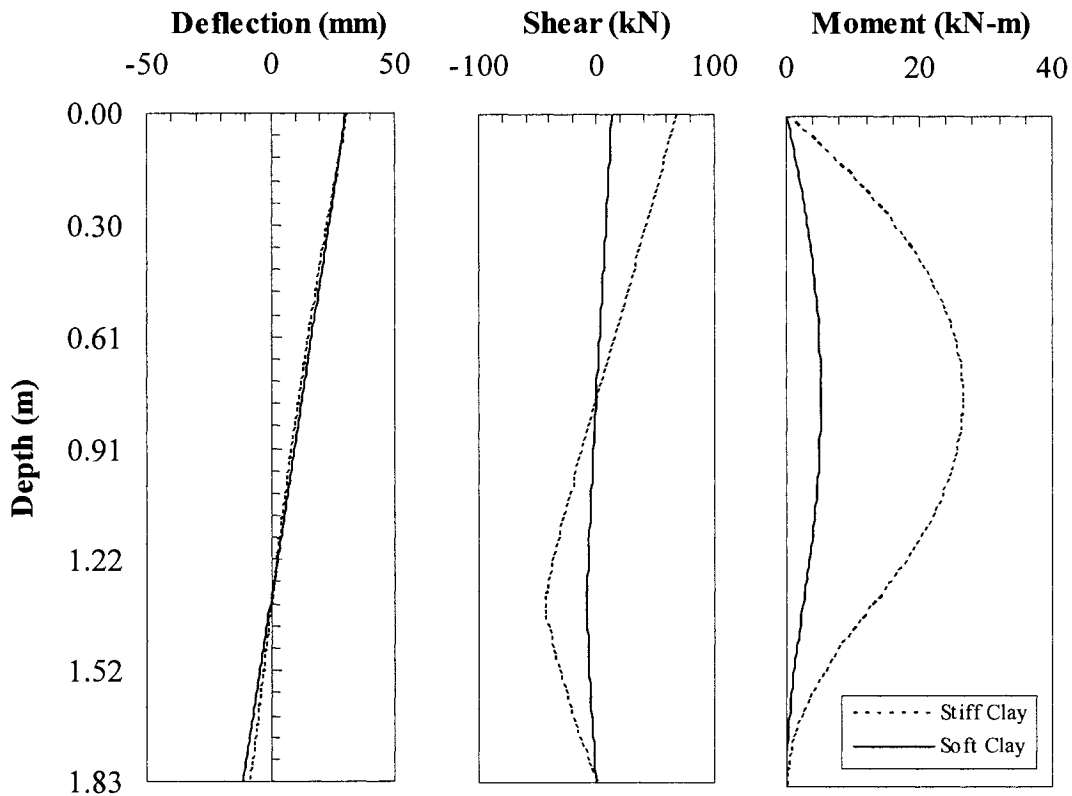 Deflection (mm) Shear (kN) Moment (kN-m)
-50 0 50 -100 0 100 0 20 40
0.00
0.30
0.61
0.91
1.22
1.52
1.83
Depth (m)
Stiff Clay
Soft Clay